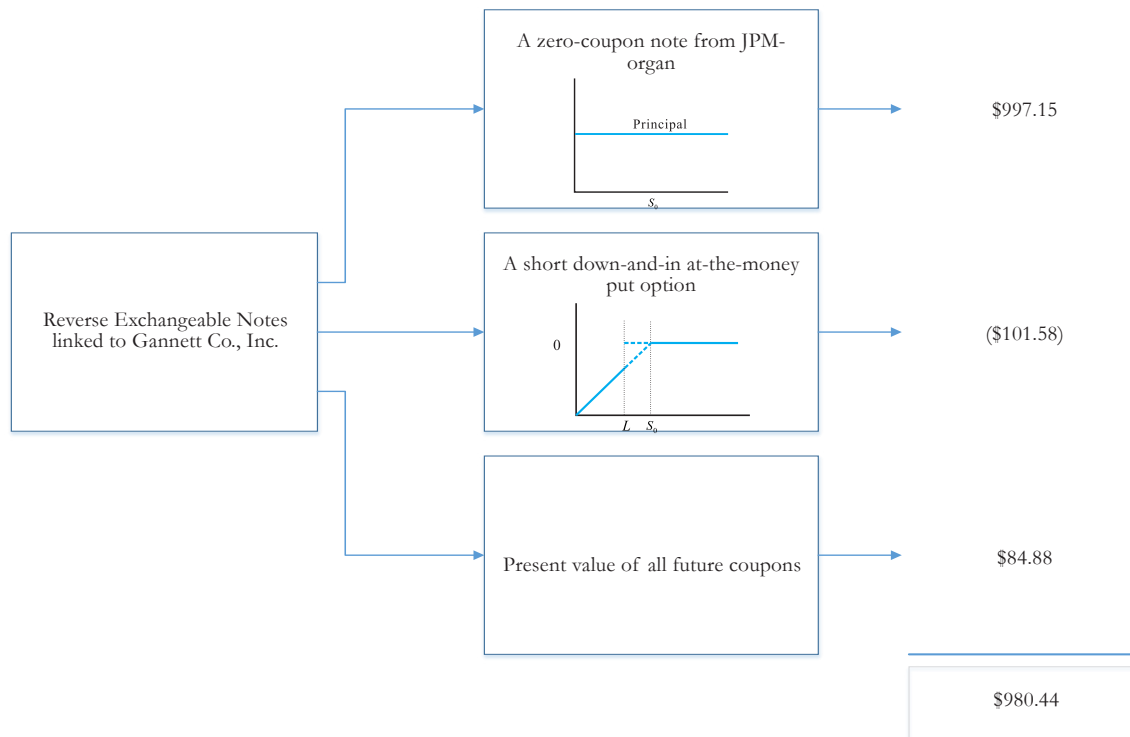 A zero-coupon note from JPM-
organ
Principal
S₀
$997.15
Reverse Exchangeable Notes
linked to Gannett Co., Inc.
A short down-and-in at-the-money
put option
0
L S₀
($101.58)
Present value of all future coupons
$84.88
$980.44